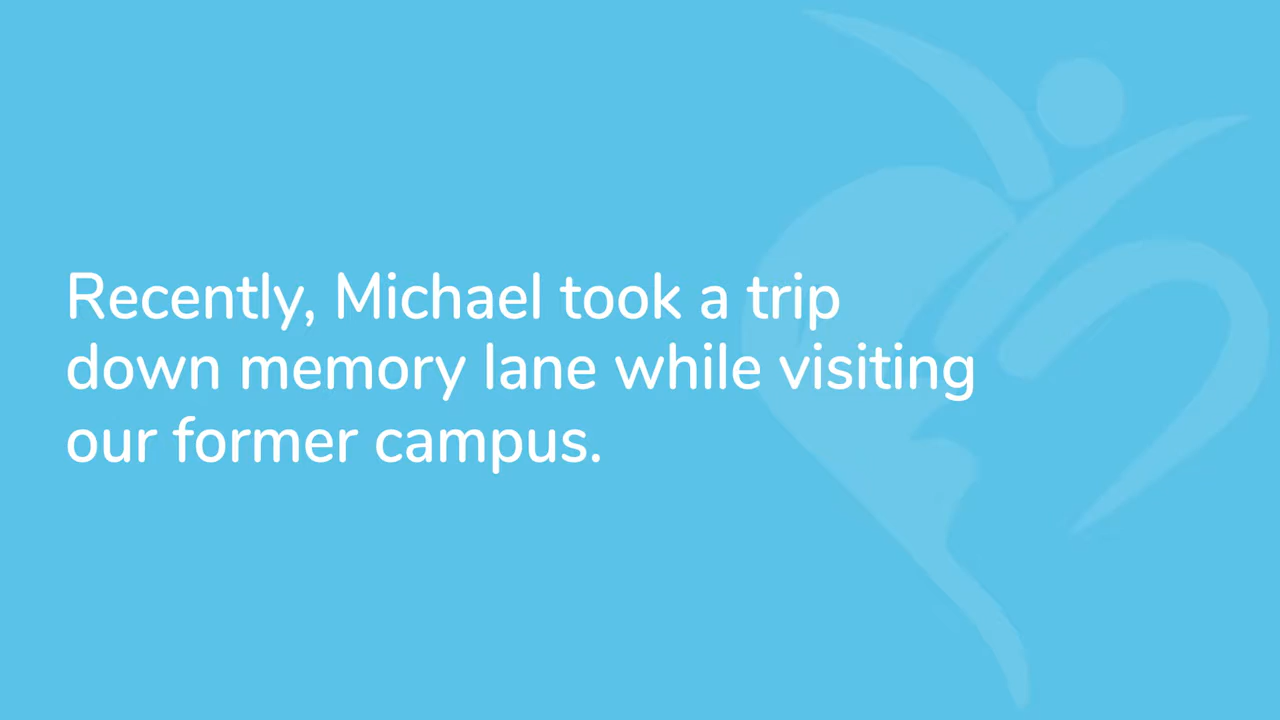 Recently, Michael took a trip
down memory lane while visiting
our former campus.